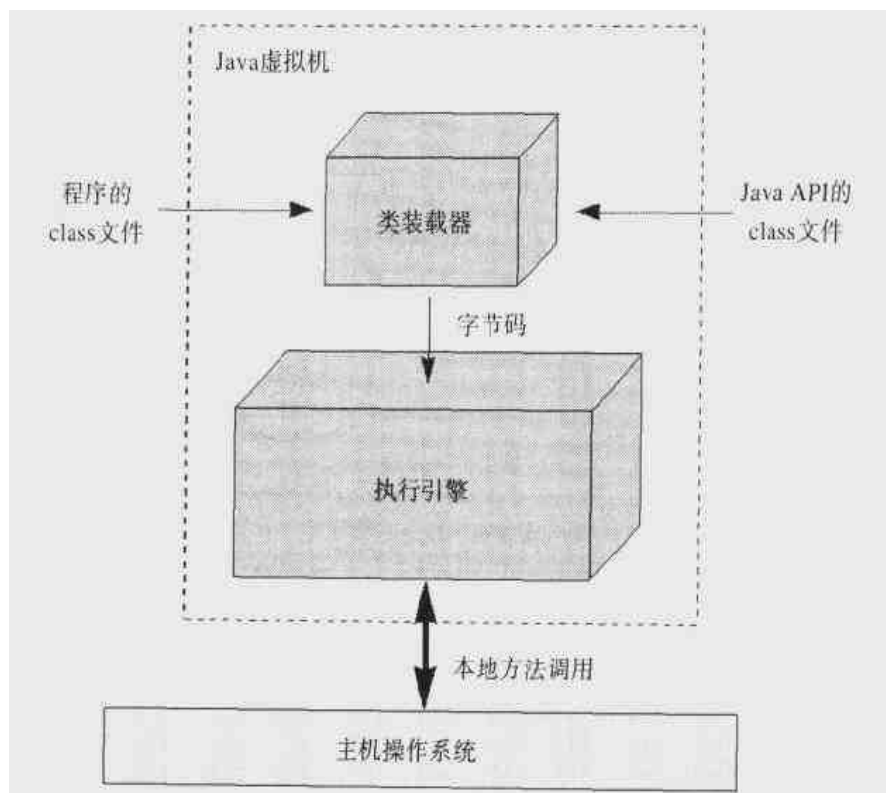 Java虚拟机
程序的
class文件
类装载器
Java API的
class文件
字节码
执行引擎
本地方法调用
主机操作系统